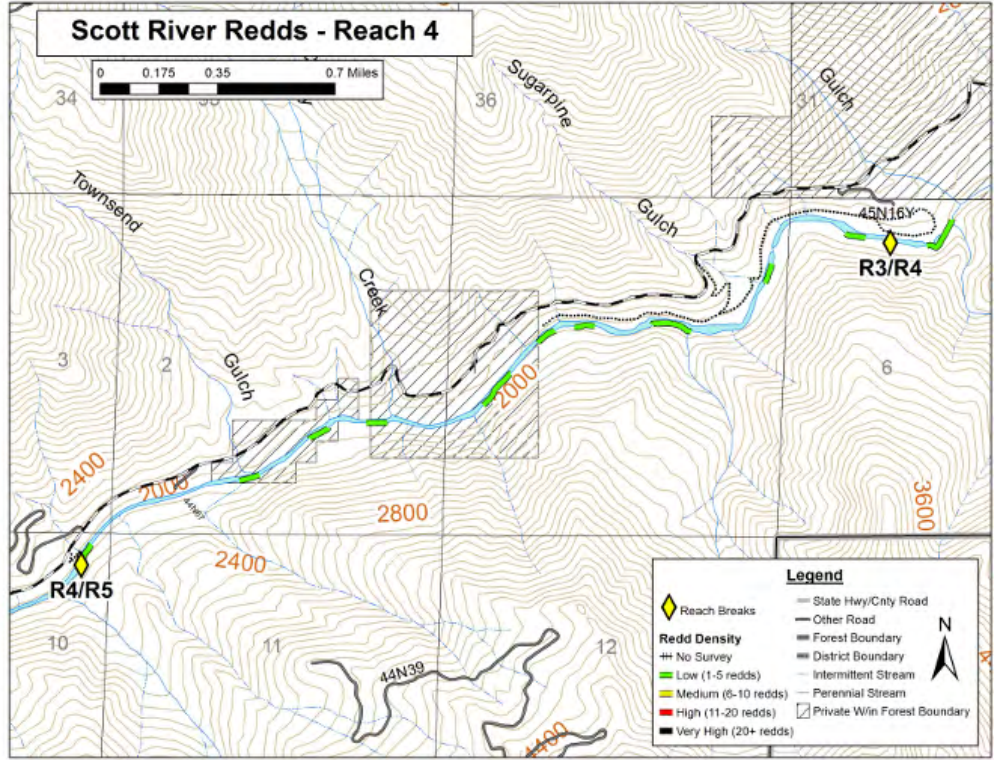 Scott River Redds - Reach 4
0 0.175 0.35 0.7 Miles
34
36
31
Sugarpine
Gulch
Gulch
Townsend
Gulch
Creek
45N16Y
R3/R4
3
2
6
2000
2400
2000
2800
3600
2400
R4/R5
10
11
12
44N39
Legend
Reach Breaks
Redd Density
No Survey
Low (1-5 redds)
Medium (6-10 redds)
High (11-20 redds)
Very High (20+ redds)
State Hwy/Cnty Road
Other Road
Forest Boundary
District Boundary
Intermittent Stream
Perennial Stream
Private W/in Forest Boundary
N